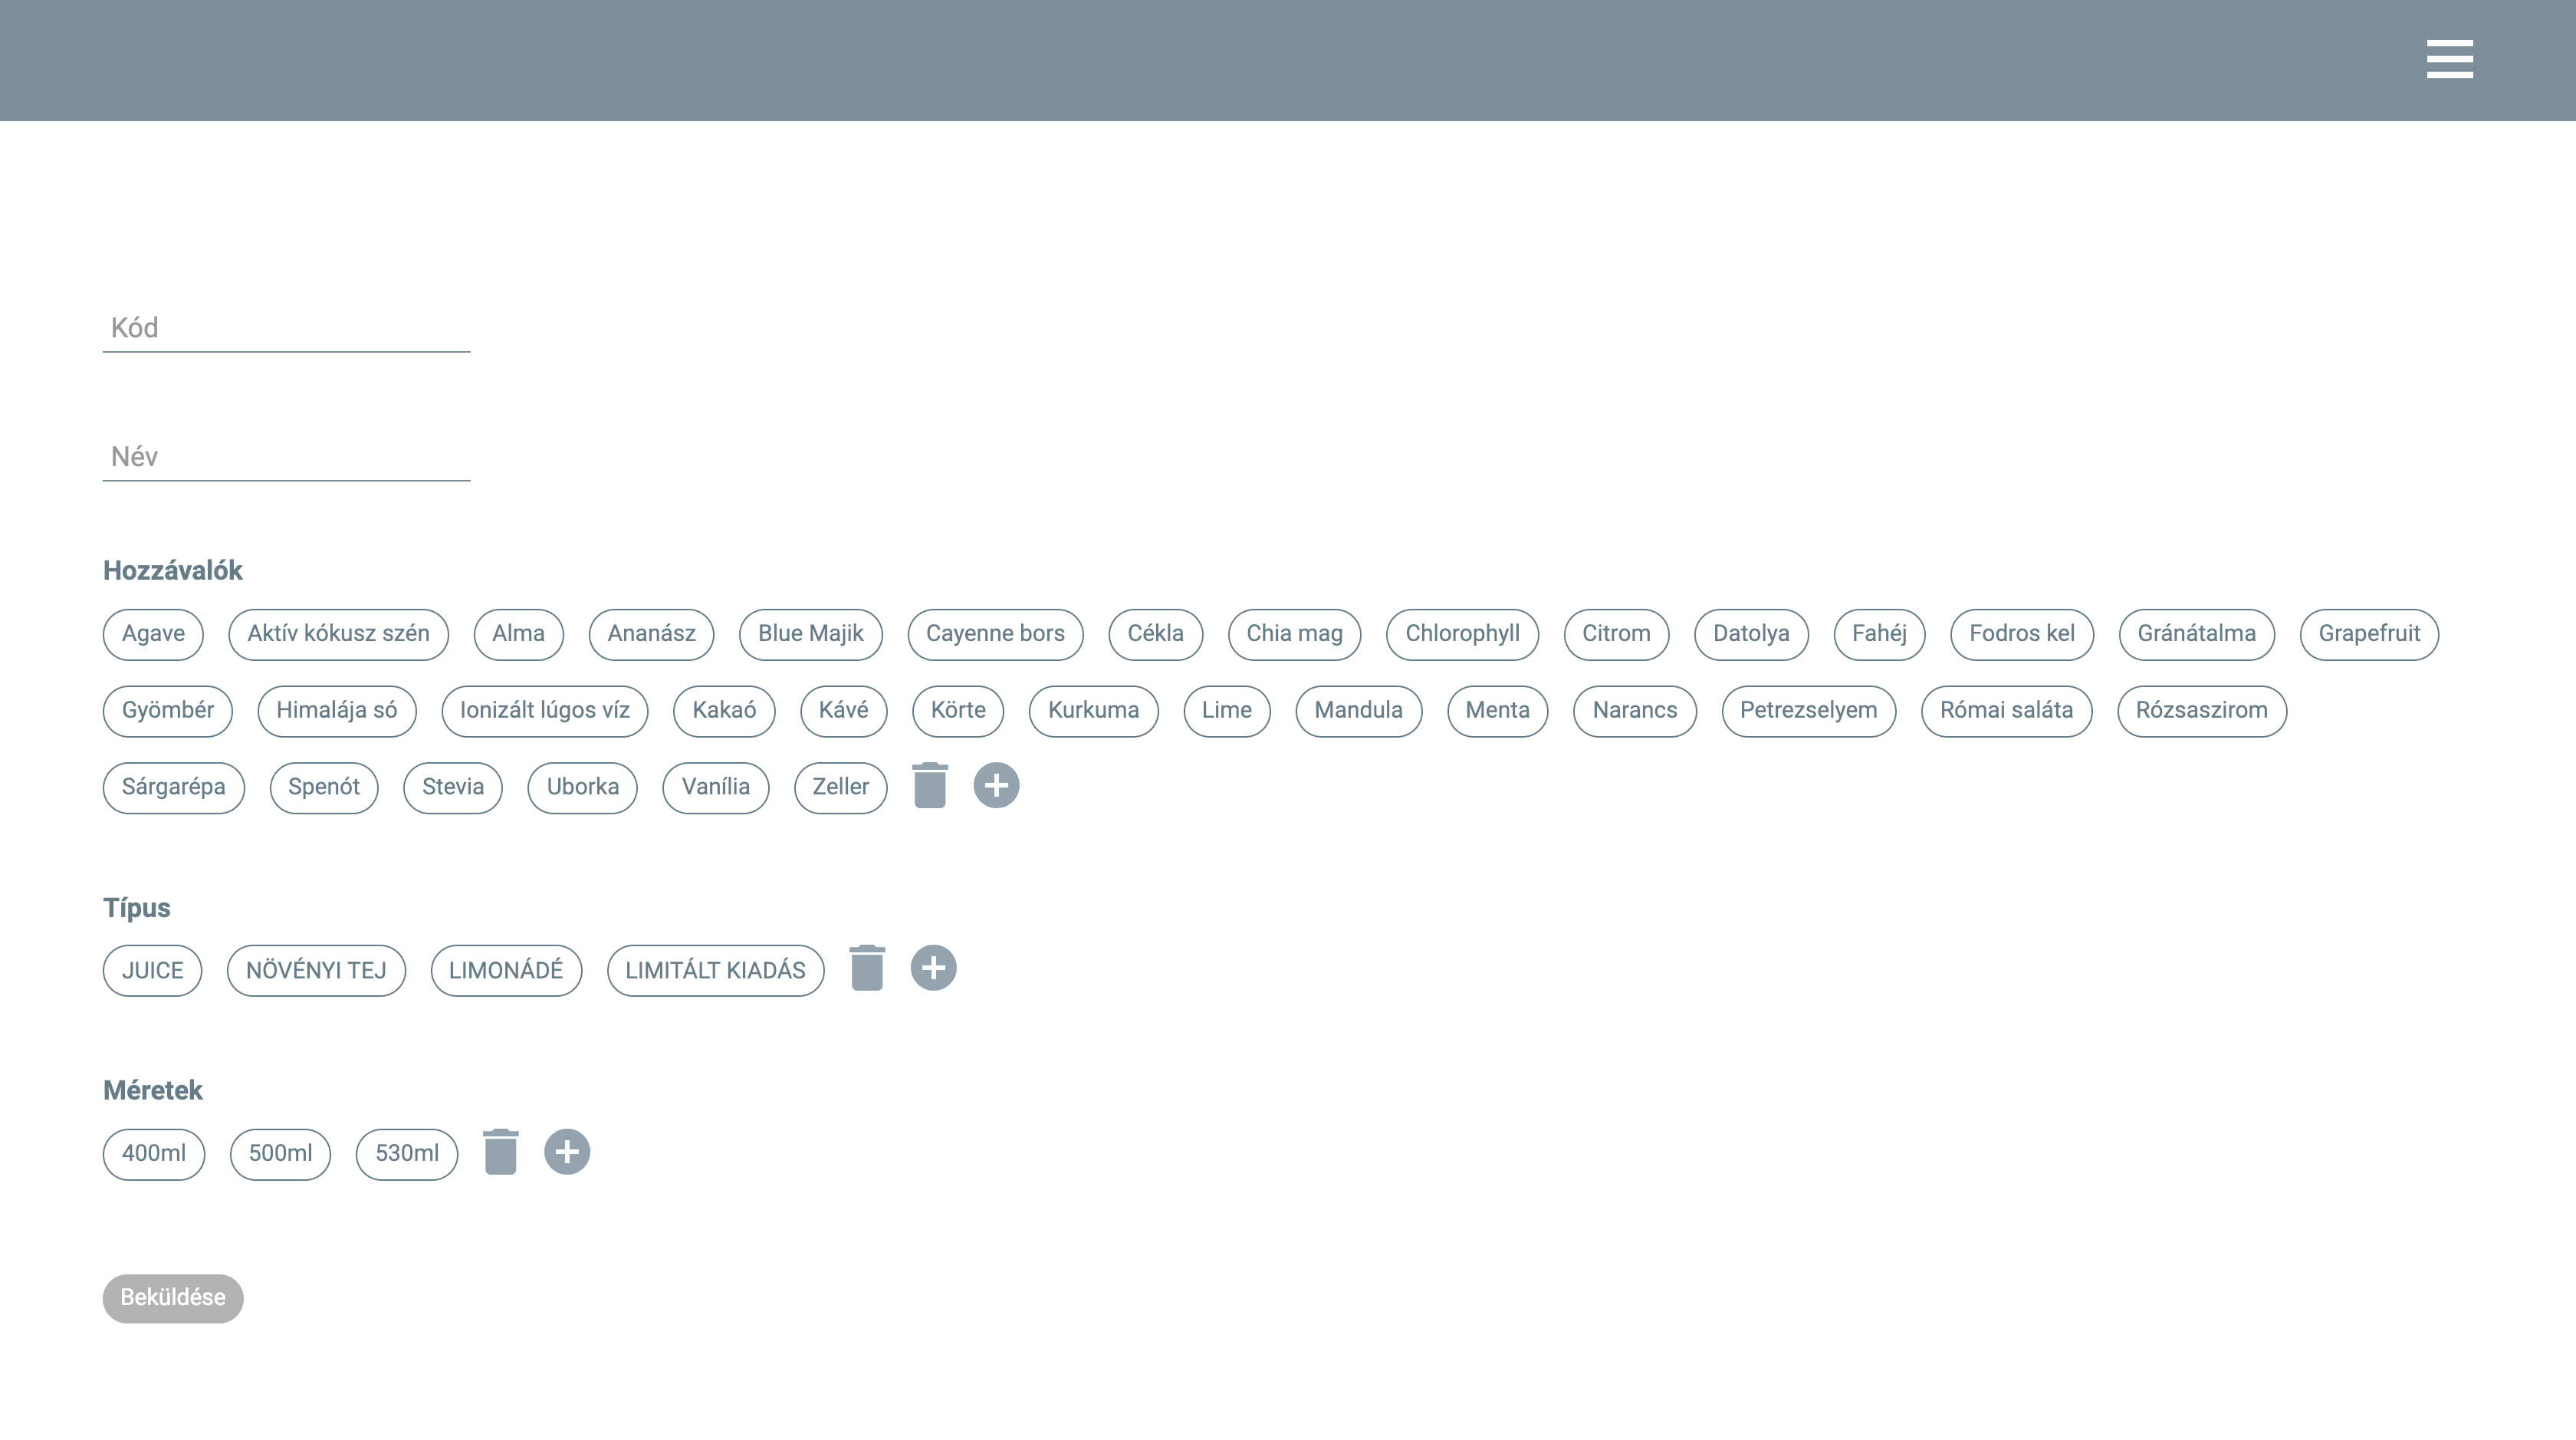 Kód
Név
Hozzávalók
Agave Aktív kókusz szén Alma Ananász Blue Majik Cayenne bors Cékla Chia mag Chlorophyll Citrom Datolya Fahéj Fodros kel Gránátalma Grapefruit
Gyömbér Himalája só Ionizált lúgos víz Kakaó Kávé Körte Kurkuma Lime Mandula Menta Narancs Petrezselyem Római saláta Rózsaszirom
Sárgarépa Spenót Stevia Uborka Vanília Zeller
Típus
JUICE NÖVÉNYI TEJ LIMONÁDÉ LIMITÁLT KIADÁS
Méretek
400ml 500ml 530ml
Beküldése